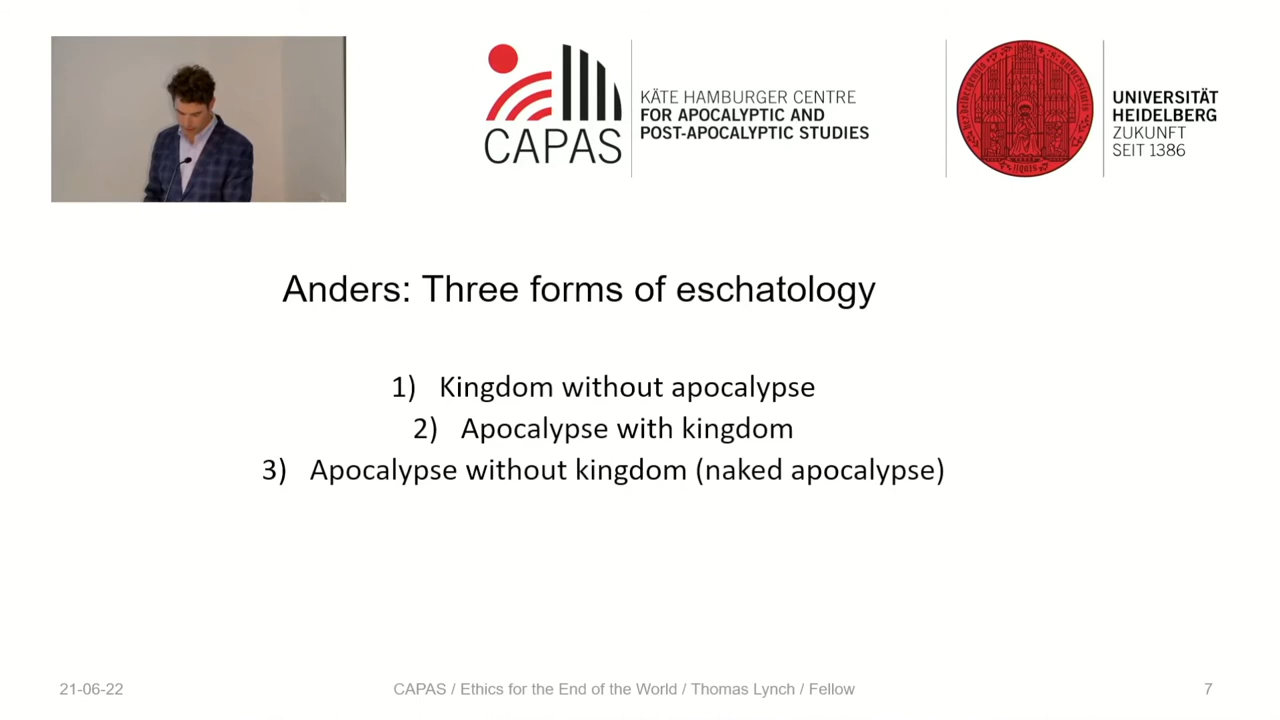 CAPAS
KÄTE HAMBURGER CENTRE
FOR APOCALYPTIC AND
POST-APOCALYPTIC STUDIES
UNIVERSITÄT
HEIDELBERG
ZUKUNFT
SEIT 1386
Anders: Three forms of eschatology
1) Kingdom without apocalypse
2) Apocalypse with kingdom
3) Apocalypse without kingdom (naked apocalypse)
21-06-22
CAPAS / Ethics for the End of the World / Thomas Lynch / Fellow
7